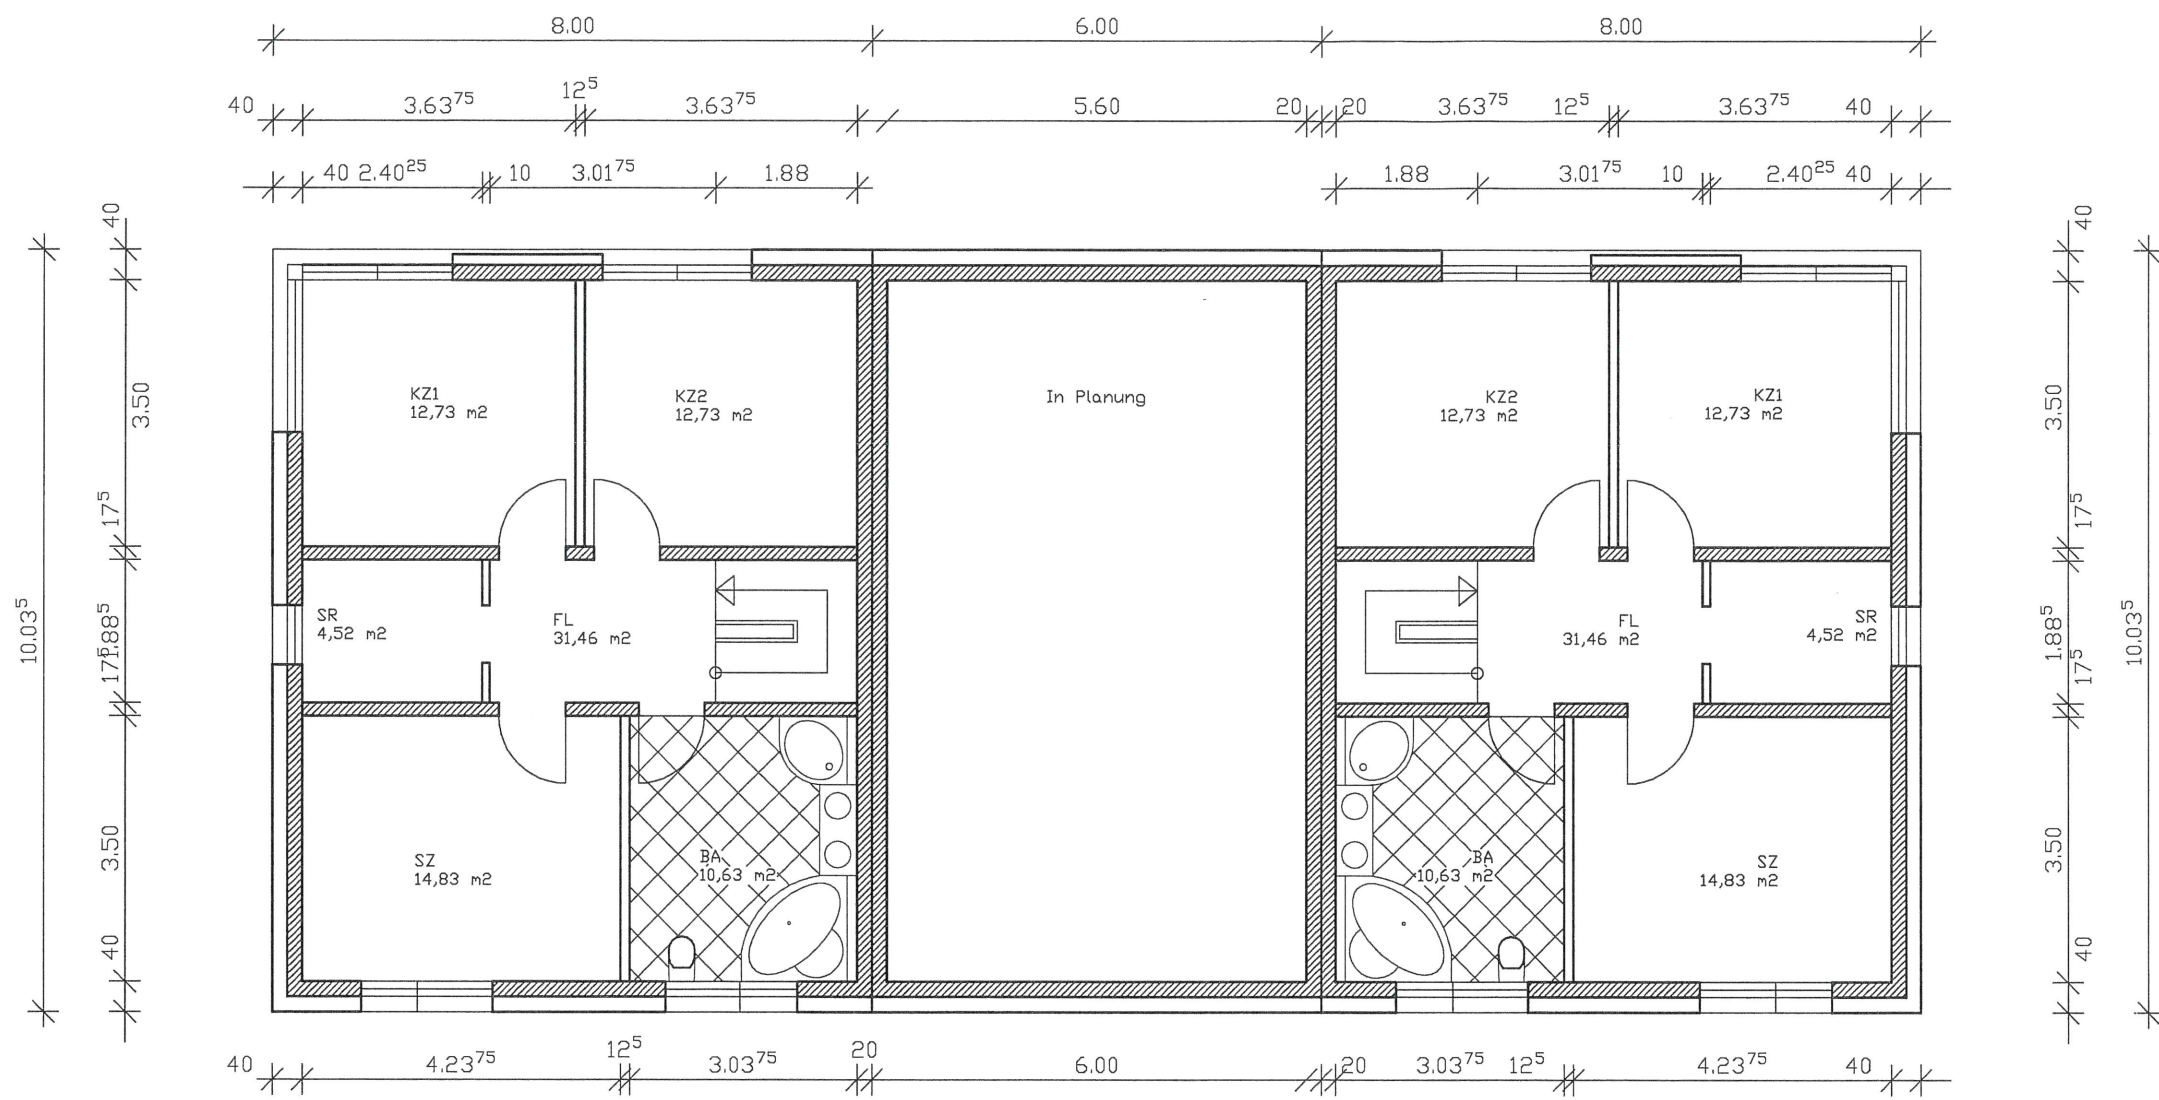 8.00 6.00 8.00
40 3.63⁷⁵ 12⁵ 3.63⁷⁵ 5.60 20 20 3.63⁷⁵ 12⁵ 3.63⁷⁵ 40
40 2.40²⁵ 10 3.01⁷⁵ 1.88 1.88 3.01⁷⁵ 10 2.40²⁵ 40
40 40
3.50 3.50
KZ1
12,73 m2
KZ2
12,73 m2
In Planung
KZ2
12,73 m2
KZ1
12,73 m2
17⁵ 17⁵
10.03⁵ 1.88⁵ 1.88⁵ 10.03⁵
SR
4,52 m2
FL
31,46 m2
FL
31,46 m2
SR
4,52 m2
17⁵ 17⁵
3.50 3.50
SZ
14,83 m2
BA
10,63 m2
BA
10,63 m2
SZ
14,83 m2
40 40
40 4.23⁷⁵ 12⁵ 3.03⁷⁵ 20 6.00 20 3.03⁷⁵ 12⁵ 4.23⁷⁵ 40